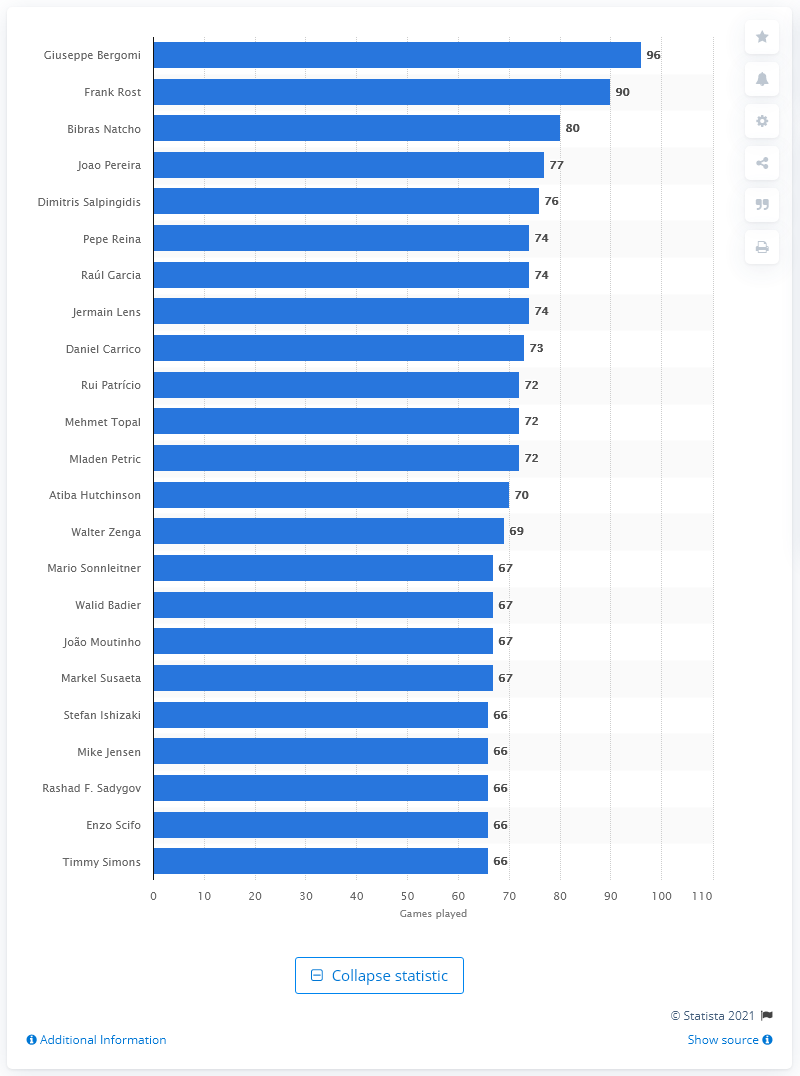 Giuseppe Bergomi 96
Frank Rost 90
Bibras Natcho 80
Joao Pereira 77
Dimitris Salpingidis 76
Pepe Reina 74
Raúl Garcia 74
Jermain Lens 74
Daniel Carrico 73
Rui Patrício 72
Mehmet Topal 72
Mladen Petric 72
Atiba Hutchinson 70
Walter Zenga 69
Mario Sonnleitner 67
Walid Badier 67
João Moutinho 67
Markel Susaeta 67
Stefan Ishizaki 66
Mike Jensen 66
Rashad F. Sadygov 66
Enzo Scifo 66
Timmy Simons 66
0 10 20 30 40 50 60 70 80 90 100 110
Games played
Collapse statistic
© Statista 2021
Additional Information Show source